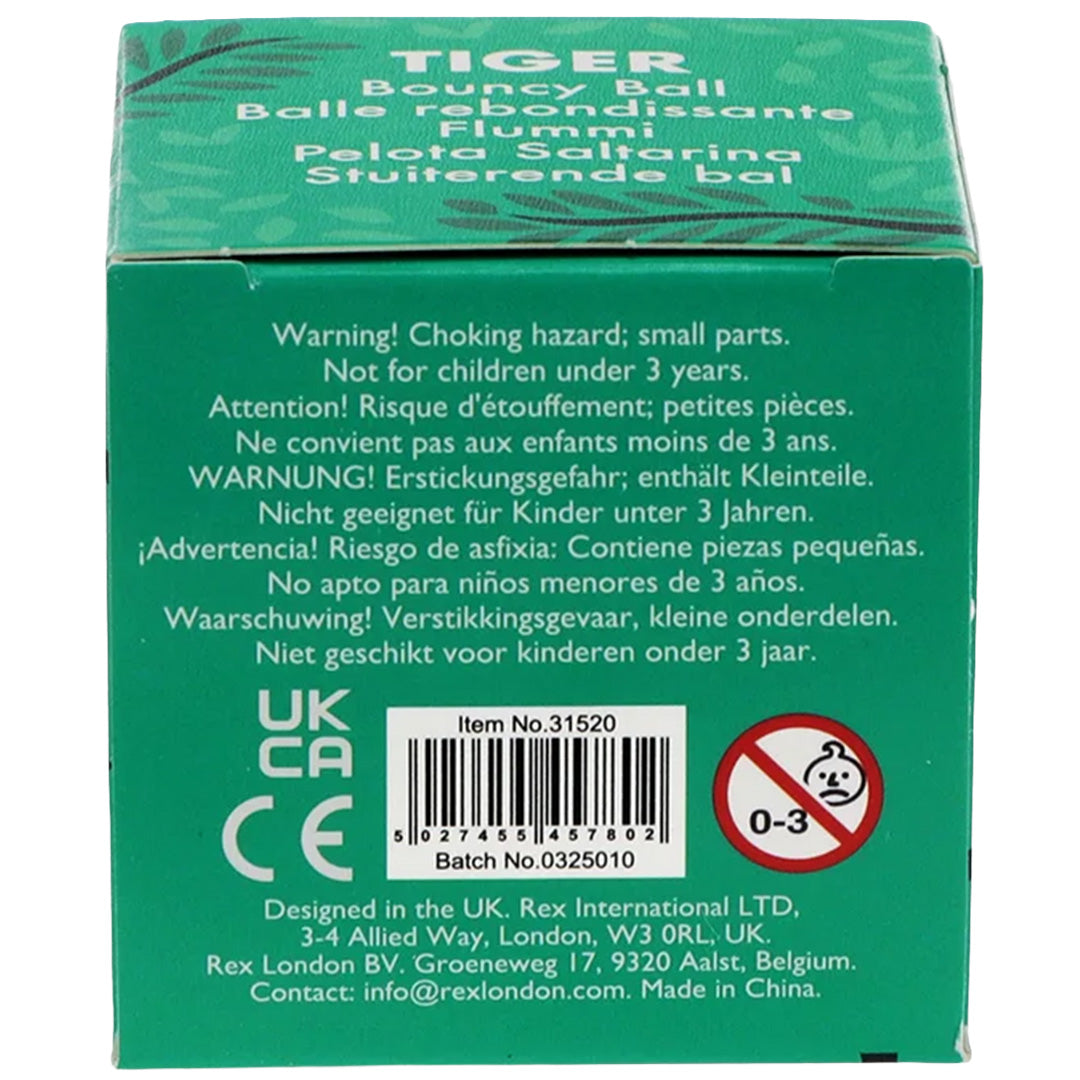 TIGER
Bouncy Ball
Balle rebondissante
Flummi
Pelota Saltarina
Stuiterende bal
Warning! Choking hazard; small parts.
Not for children under 3 years.
Attention! Risque d'étouffement; petites pièces.
Ne convient pas aux enfants moins de 3 ans.
WARNUNG! Erstickungsgefahr; enthält Kleinteile.
Nicht geeignet für Kinder unter 3 Jahren.
¡Advertencia! Riesgo de asfixia: Contiene piezas pequeñas.
No apto para niños menores de 3 años.
Waarschuwing! Verstikkingsgevaar, kleine onderdelen.
Niet geschikt voor kinderen onder 3 jaar.
UK
CA
CE
Item No.31520
5 027455 457802
Batch No.0325010
0-3
Designed in the UK. Rex International LTD,
3-4 Allied Way, London, W3 0RL, UK.
Rex London BV. Groeneweg 17, 9320 Aalst, Belgium.
Contact: info@rexlondon.com. Made in China.